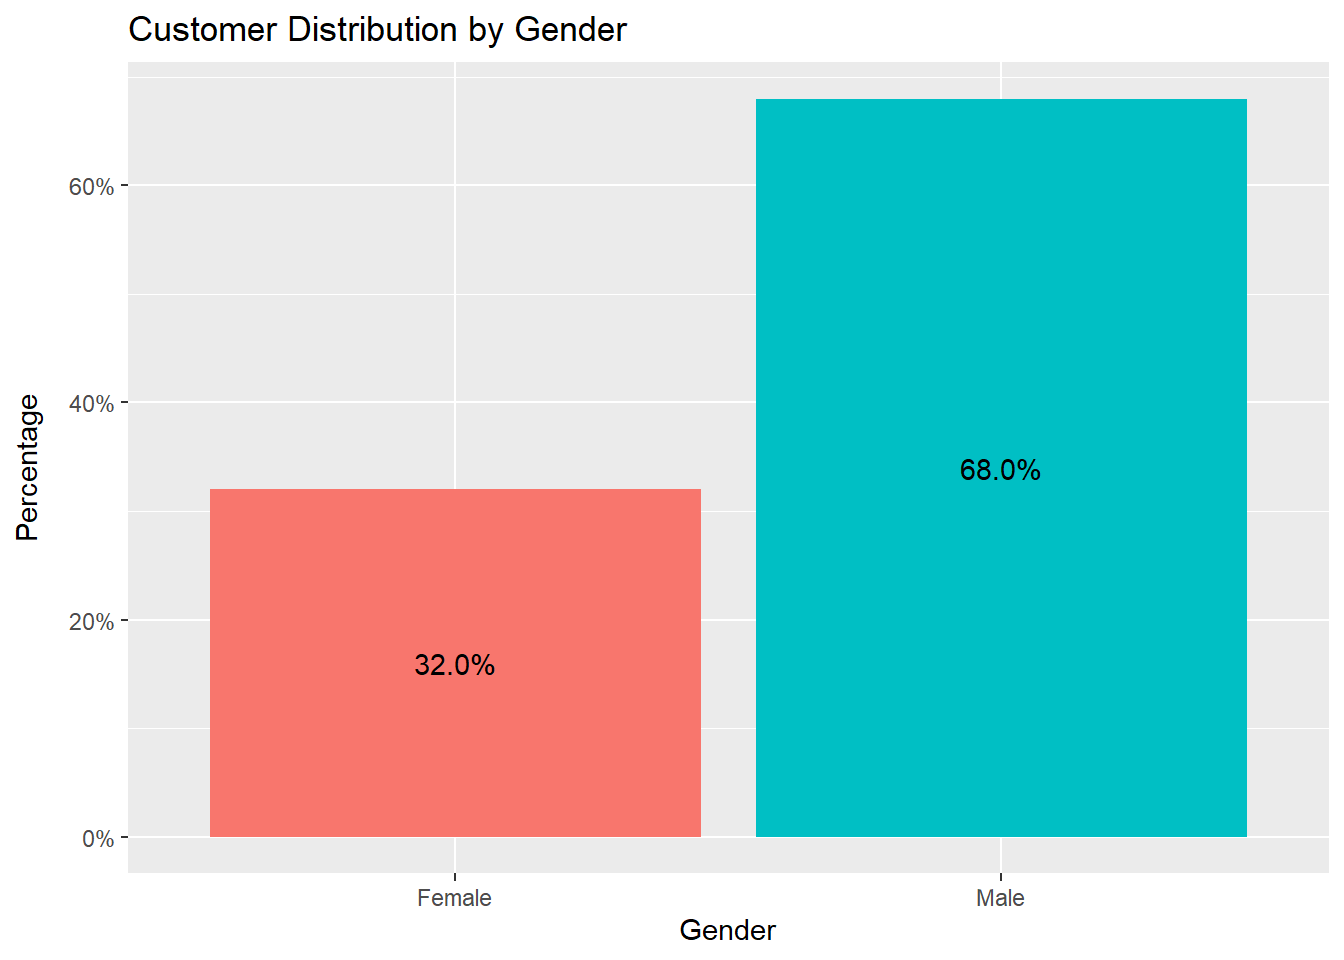 Customer Distribution by Gender
Percentage
60%
40%
20%
0%
68.0%
32.0%
Female
Male
Gender